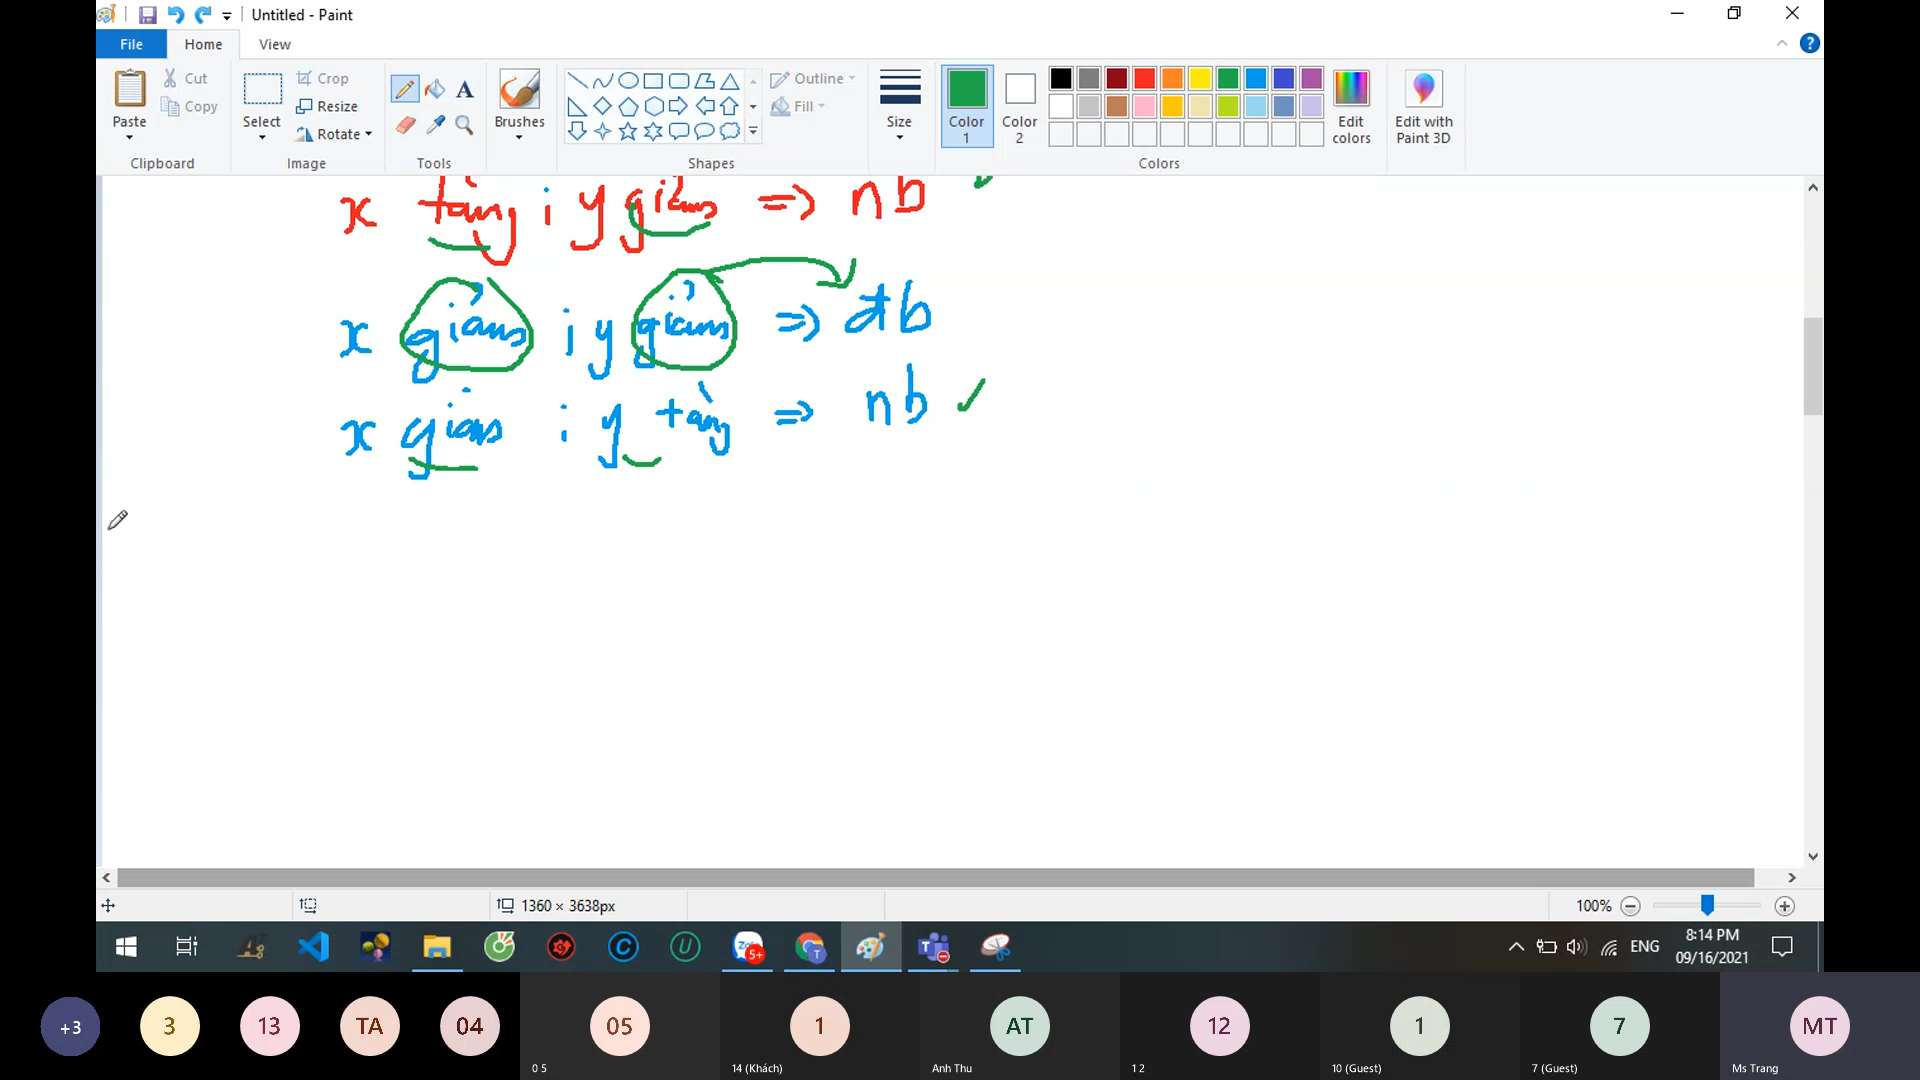 Untitled - Paint
File Home View
Paste Cut Copy Clipboard
Select Crop Resize Rotate Image
Tools
Brushes
Shapes Outline Fill
Size
Color 1 Color 2 Colors
Edit colors
Edit with Paint 3D
x tăng ; y giảm => nb
x giảm ; y giảm => đb
x giảm ; y tăng => nb
1360 × 3638px 100%
ENG 8:14 PM 09/16/2021
Zalo 5+
+3 3 13 TA 04 05 1 AT 12 1 7 MT
0 5 14 (Khách) Anh Thu 1 2 10 (Guest) 7 (Guest) Ms Trang